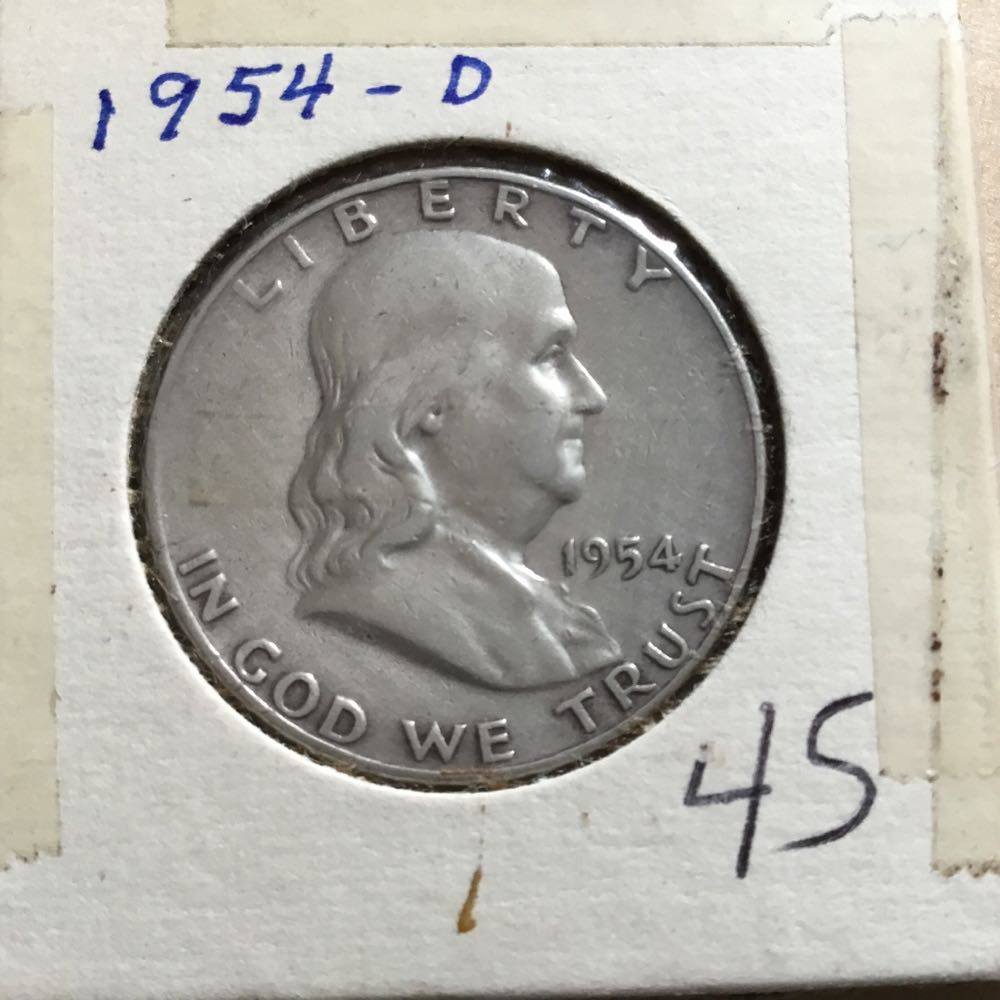 1954-D
LIBERTY
1954
IN GOD WE TRUST
45